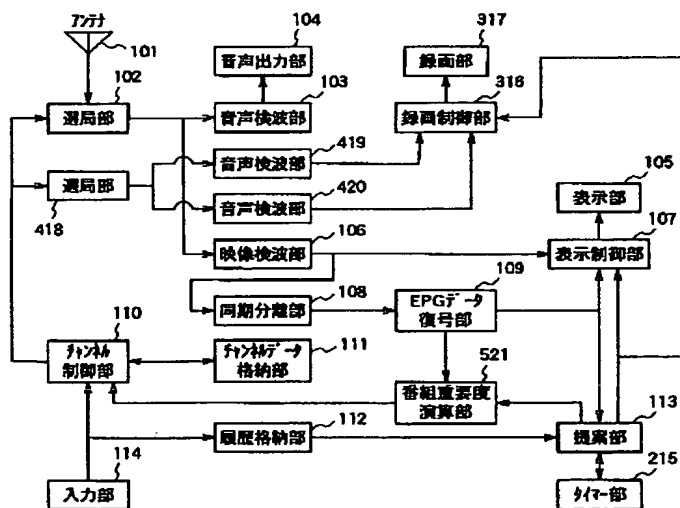 アンテナ
101
104
音声出力部
317
録画部
102
選局部
103
音声検波部
316
録画制御部
419
音声検波部
選局部
418
420
音声検波部
105
表示部
106
映像検波部
107
表示制御部
108
同期分離部
109
EPGデータ
復号部
110
チャンネル
制御部
チャンネルデータ
格納部
111
521
番組重要度
演算部
112
履歴格納部
113
提案部
114
入力部
215
タイマー部